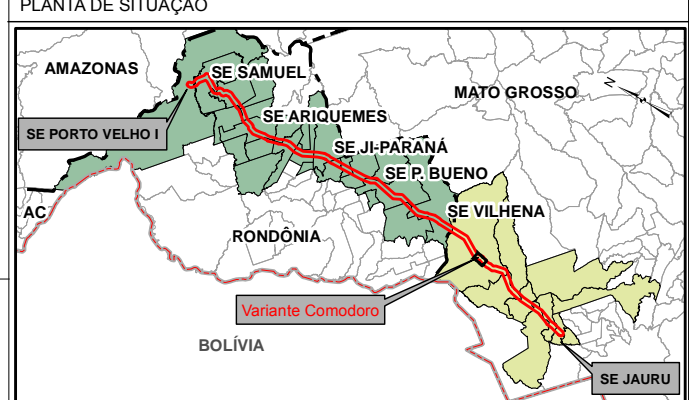 PLANTA DE SITUAÇÃO
AMAZONAS
SE SAMUEL
MATO GROSSO
N
SE ARIQUEMES
SE PORTO VELHO I
SE JI-PARANÁ
SE P. BUENO
AC
SE VILHENA
RONDÔNIA
Variante Comodoro
BOLÍVIA
SE JAURU